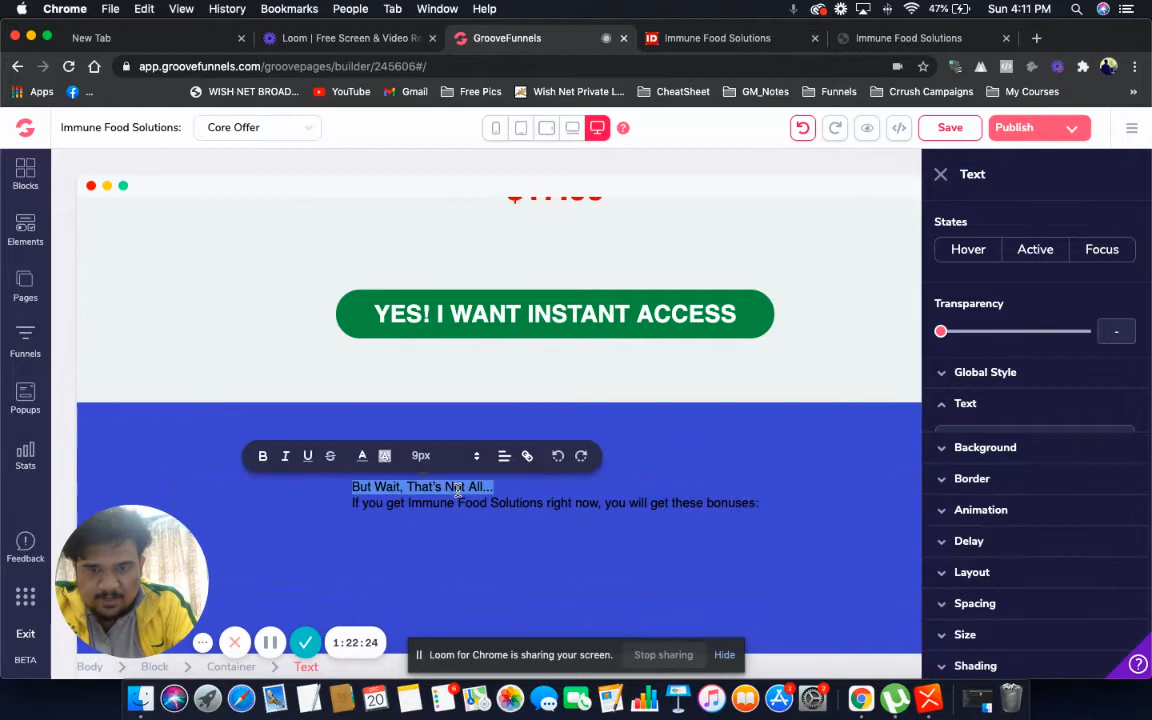 Chrome File Edit View History Bookmarks People Tab Window Help 47% Sun 4:11 PM
New Tab Loom | Free Screen & Video R GrooveFunnels Immune Food Solutions Immune Food Solutions
app.groovefunnels.com/groovepages/builder/245606#/
Apps ... WISH NET BROAD... YouTube Gmail Free Pics Wish Net Private L... CheatSheet GM_Notes Funnels Crrush Campaigns My Courses »
Immune Food Solutions: Core Offer Save Publish
Blocks
Elements
Pages
Funnels
Popups
Stats
Feedback
Exit
BETA
YES! I WANT INSTANT ACCESS
B I U S A A 9px
But Wait, That's Not All...
If you get Immune Food Solutions right now, you will get these bonuses:
1:22:24
Loom for Chrome is sharing your screen. Stop sharing Hide
Body Block Container Text
Text
States
Hover Active Focus
Transparency
-
Global Style
Text
Background
Border
Animation
Delay
Layout
Spacing
Size
Shading